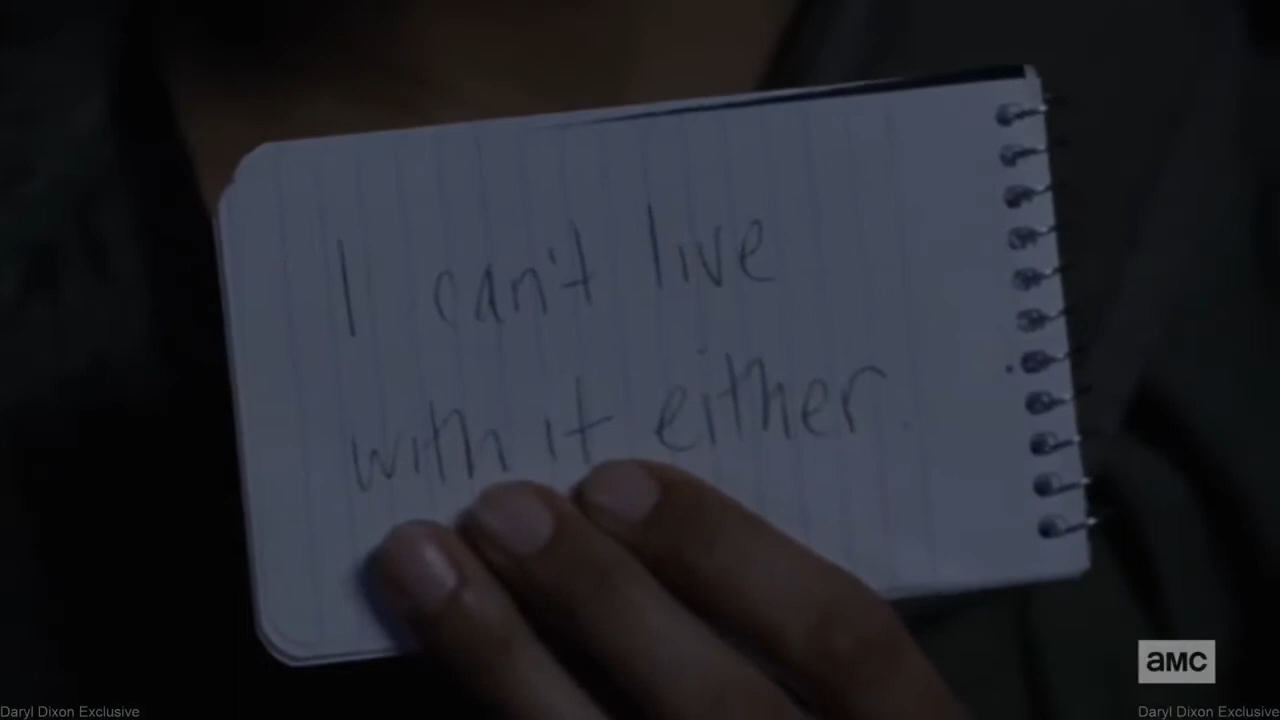 I can't live
with it either.
amc
Daryl Dixon Exclusive
Daryl Dixon Exclusive